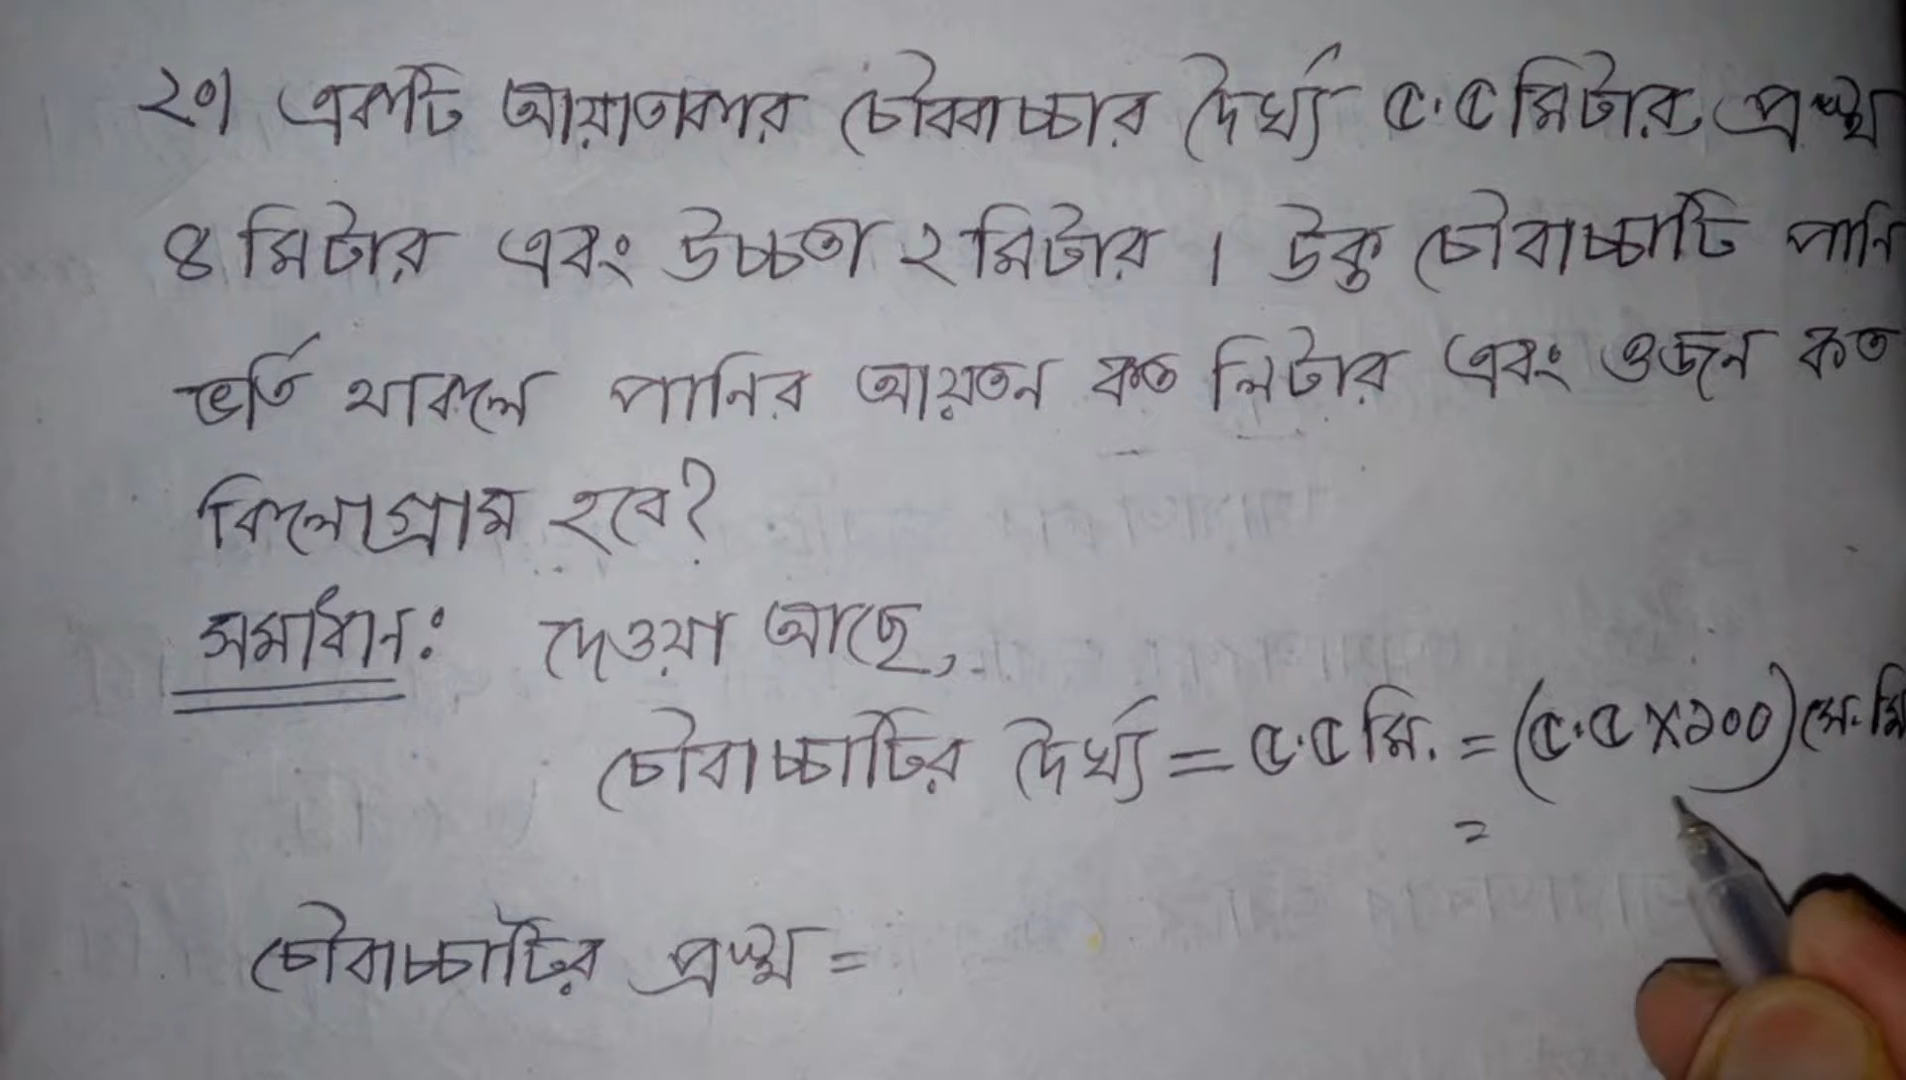 ২০। একটি আয়াতাকার চৌববাচ্চার দৈর্ঘ্য ৫.৫ মিটার, প্রস্থ
৪ মিটার এবং উচ্চতা ২ মিটার। উক্ত চৌবাচ্চাটি পানি
ভর্তি থাকলে পানির আয়তন কত লিটার এবং ওজন কত
কিলোগ্রাম হবে?
সমাধান: দেওয়া আছে,
চৌবাচ্চাটির দৈর্ঘ্য = ৫.৫ মি. = (৫.৫ X ১০০) সে.মি
=
চৌবাচ্চাটির প্রস্থ =